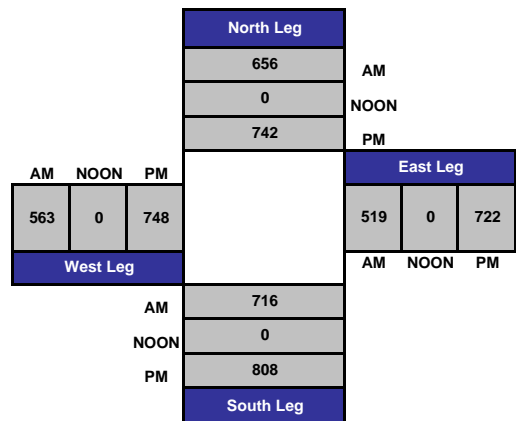 North Leg
656 AM
0 NOON
742 PM
AM NOON PM East Leg
563 0 748 519 0 722
West Leg AM NOON PM
AM 716
NOON 0
PM 808
South Leg